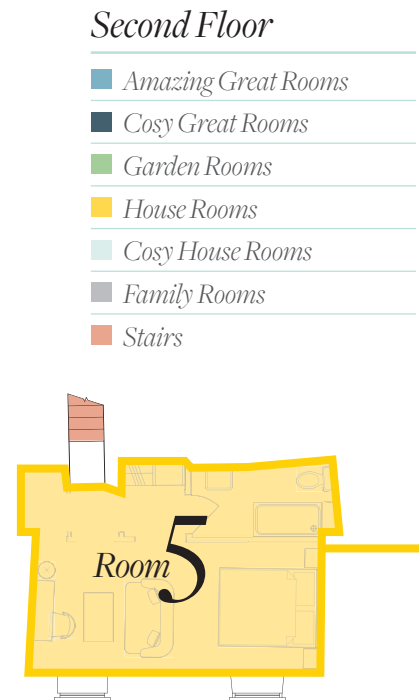 Second Floor
Amazing Great Rooms
Cosy Great Rooms
Garden Rooms
House Rooms
Cosy House Rooms
Family Rooms
Stairs
Room 5